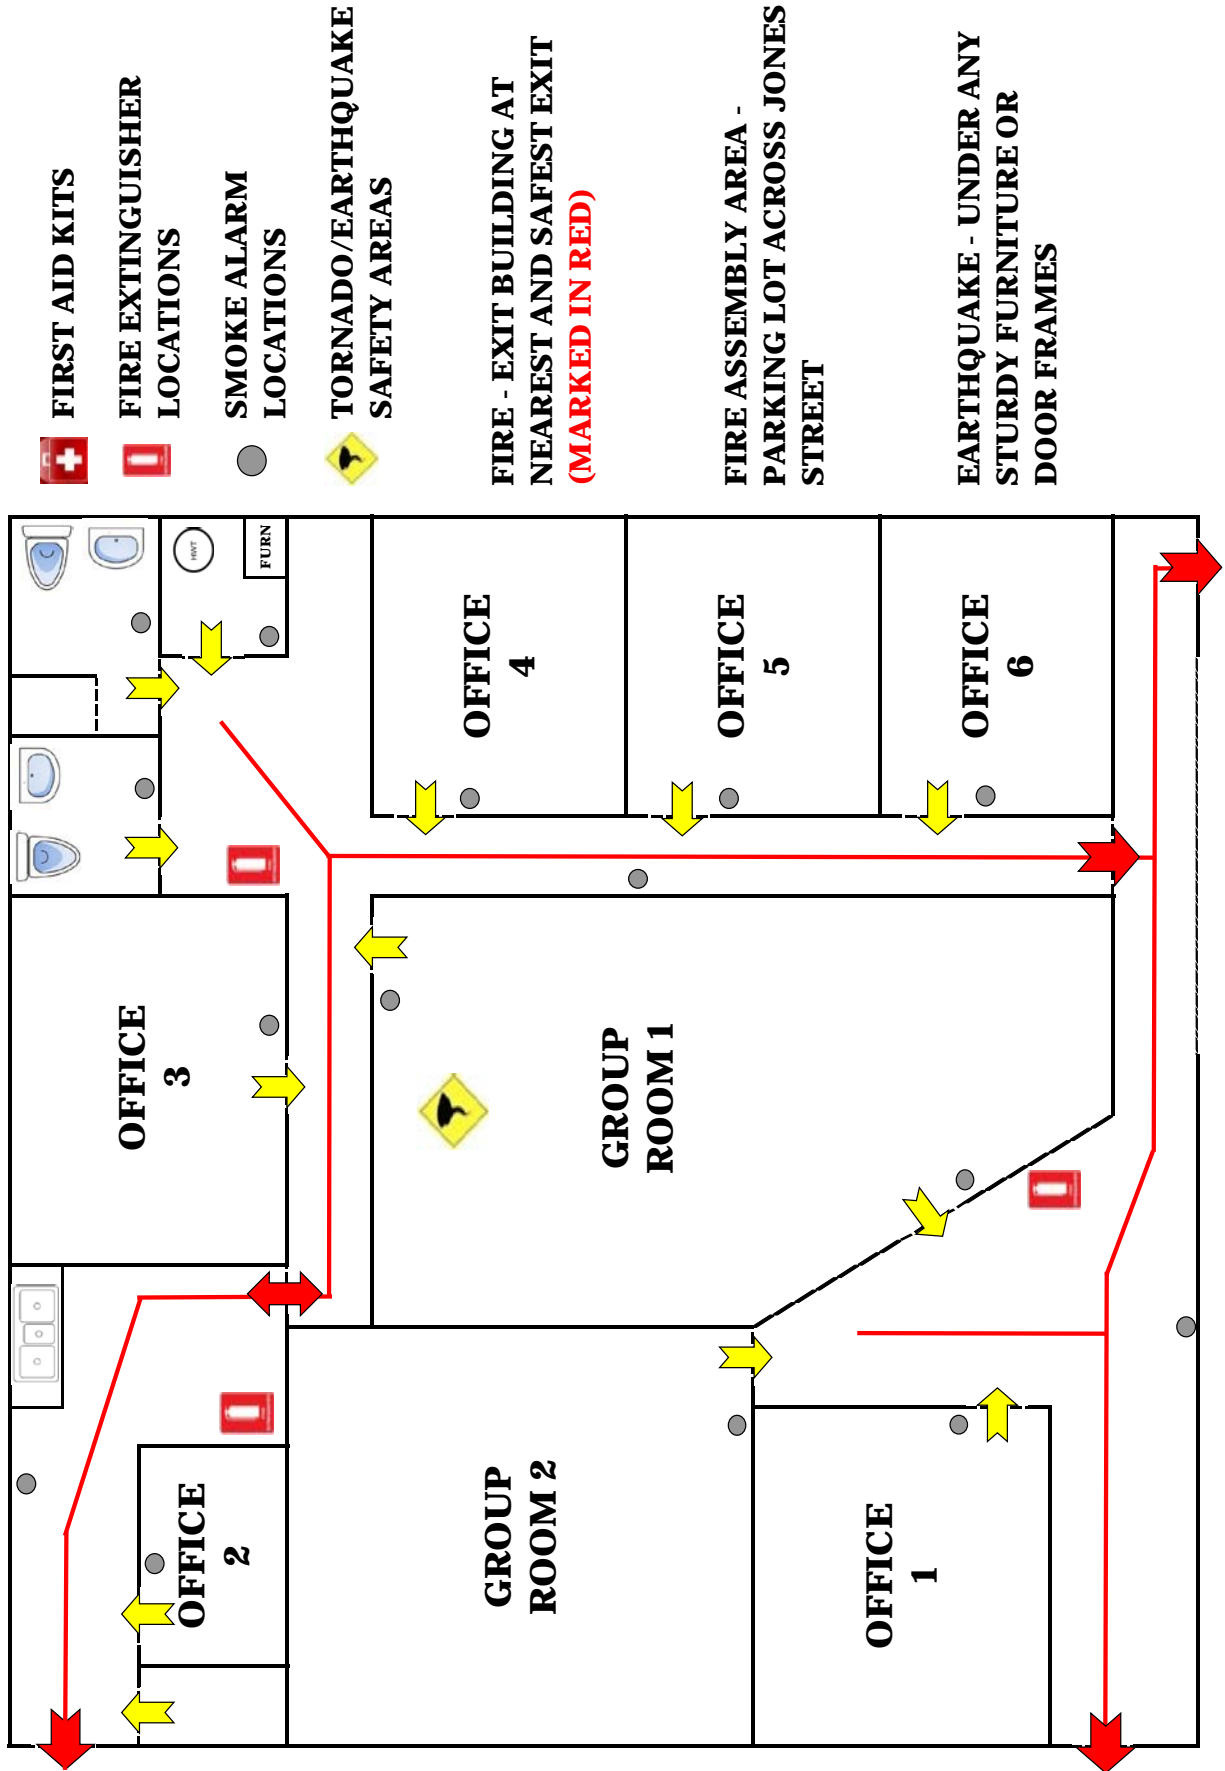 FIRST AID KITS
FIRE EXTINGUISHER
LOCATIONS
SMOKE ALARM
LOCATIONS
TORNADO/EARTHQUAKE
SAFETY AREAS
FIRE - EXIT BUILDING AT
NEAREST AND SAFEST EXIT
(MARKED IN RED)
FIRE ASSEMBLY AREA -
PARKING LOT ACROSS JONES
STREET
EARTHQUAKE - UNDER ANY
STURDY FURNITURE OR
DOOR FRAMES
HWT
FURN
OFFICE
4
OFFICE
5
OFFICE
6
OFFICE
3
GROUP
ROOM 1
OFFICE
2
GROUP
ROOM 2
OFFICE
1